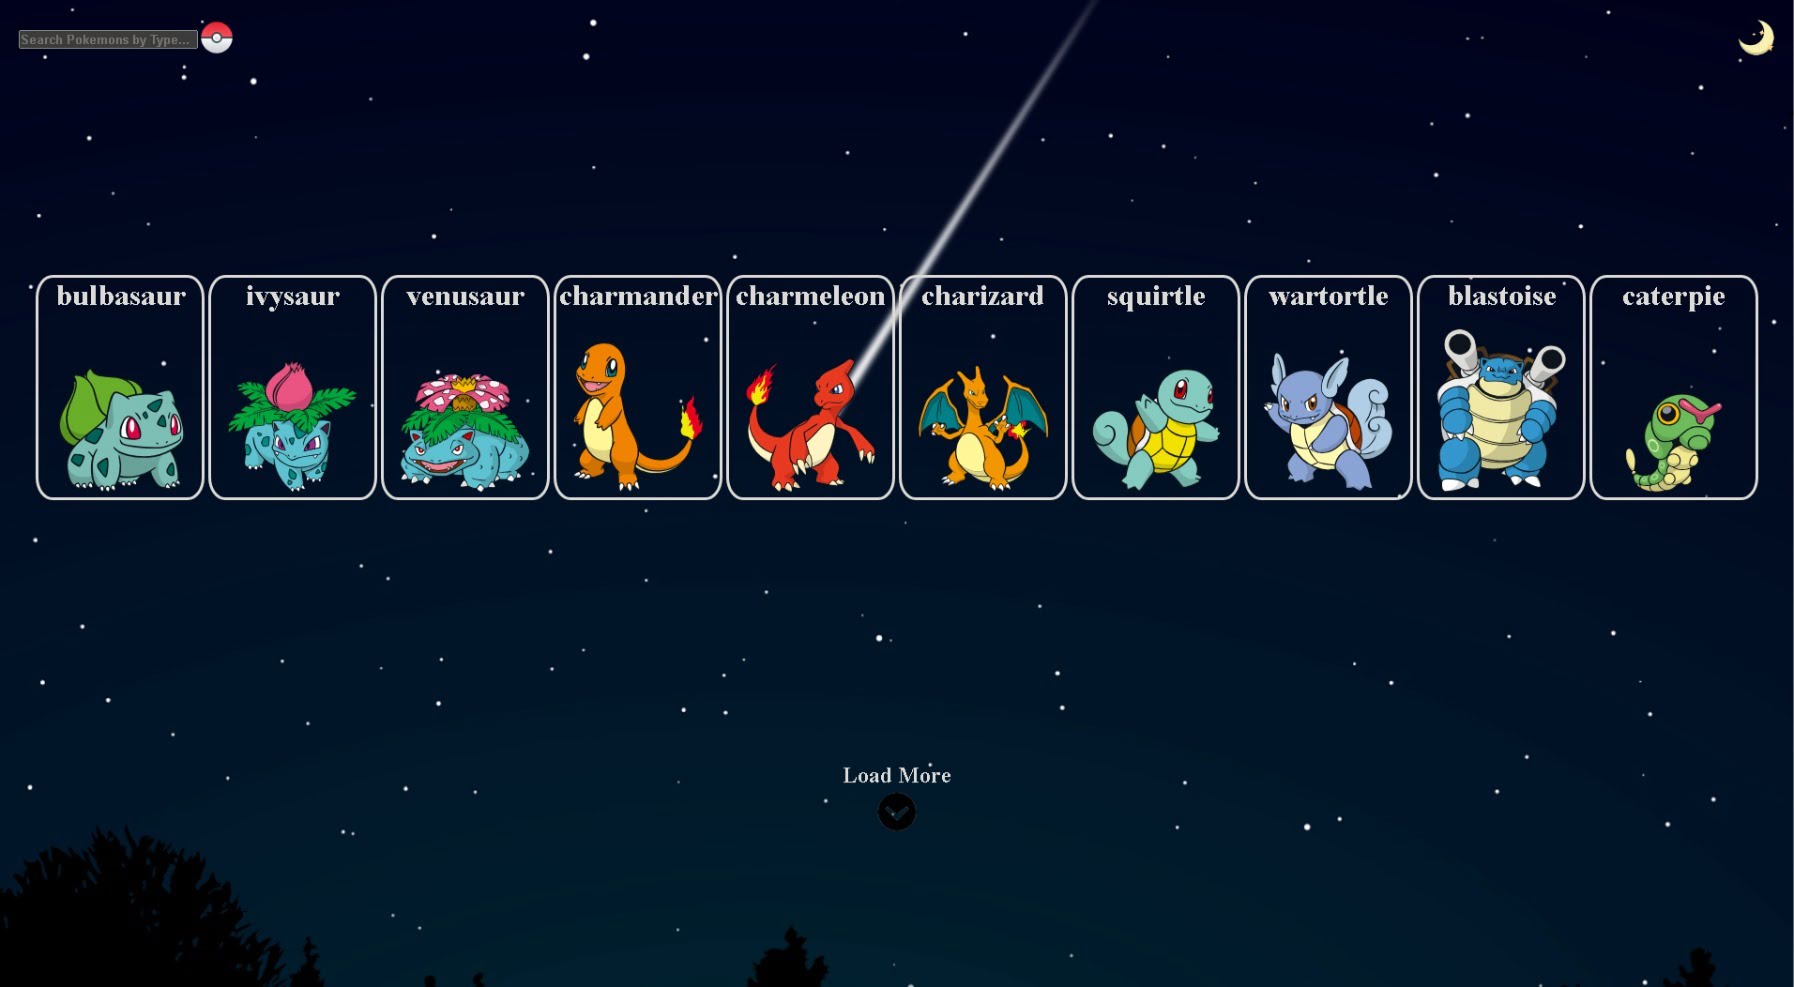 Search Pokemons by Type...
bulbasaur
ivysaur
venusaur
charmander
charmeleon
charizard
squirtle
wartortle
blastoise
caterpie
Load More